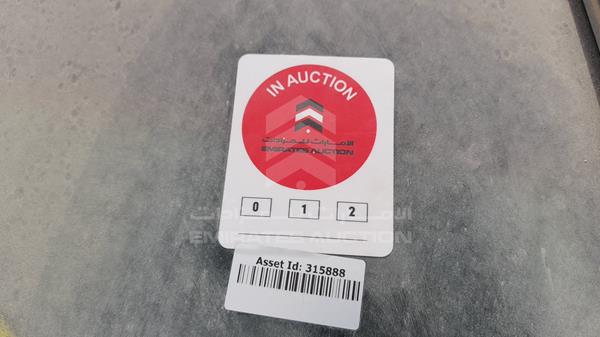 IN AUCTION
الإمارات للمزادات
EMIRATES AUCTION
0 1 2
الإمارات للمزادات
EMIRATES AUCTION
Asset Id: 315888